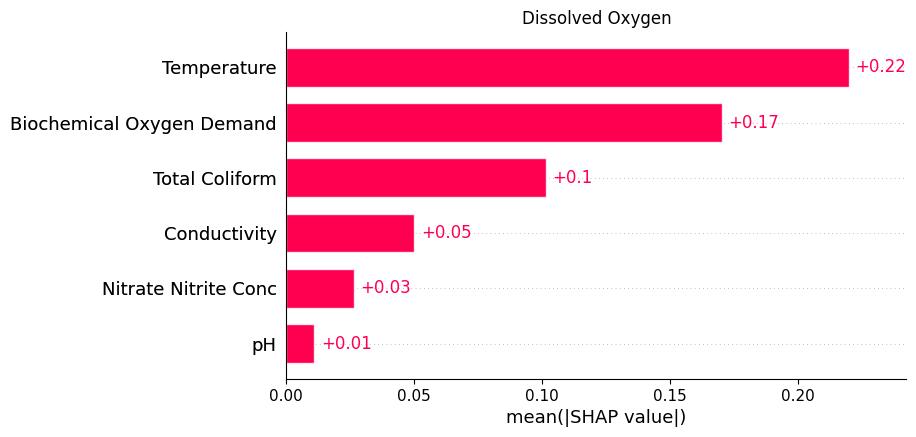 Dissolved Oxygen
Temperature +0.22
Biochemical Oxygen Demand +0.17
Total Coliform +0.1
Conductivity +0.05
Nitrate Nitrite Conc +0.03
pH +0.01
0.00 0.05 0.10 0.15 0.20
mean(|SHAP value|)